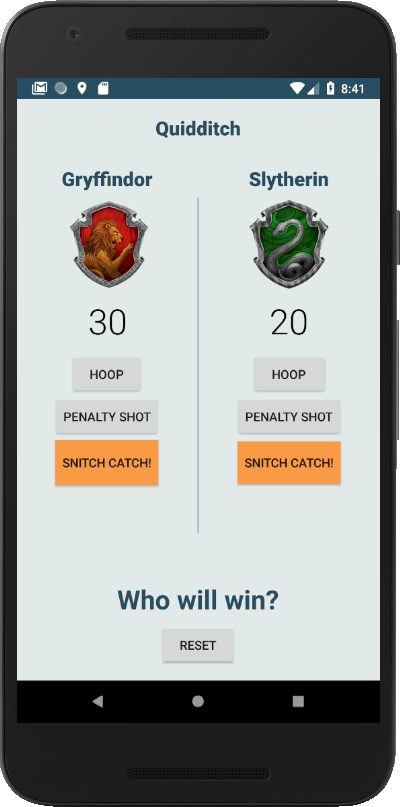 8:41
Quidditch
Gryffindor
Slytherin
30
20
HOOP
HOOP
PENALTY SHOT
PENALTY SHOT
SNITCH CATCH!
SNITCH CATCH!
Who will win?
RESET